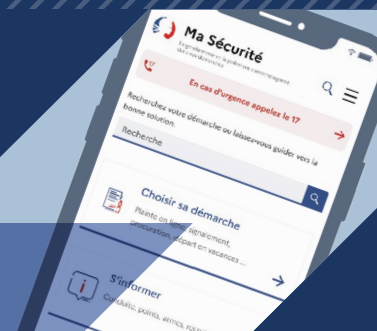 Ma Sécurité
En cas d'urgence appelez le 17
Recherchez votre démarche ou laissez-vous guider vers la
bonne solution.
Recherche
Choisir sa démarche
Plainte en ligne, signalement,
procuration, départ en vacances ...
S'informer
Conduite, points, armes,